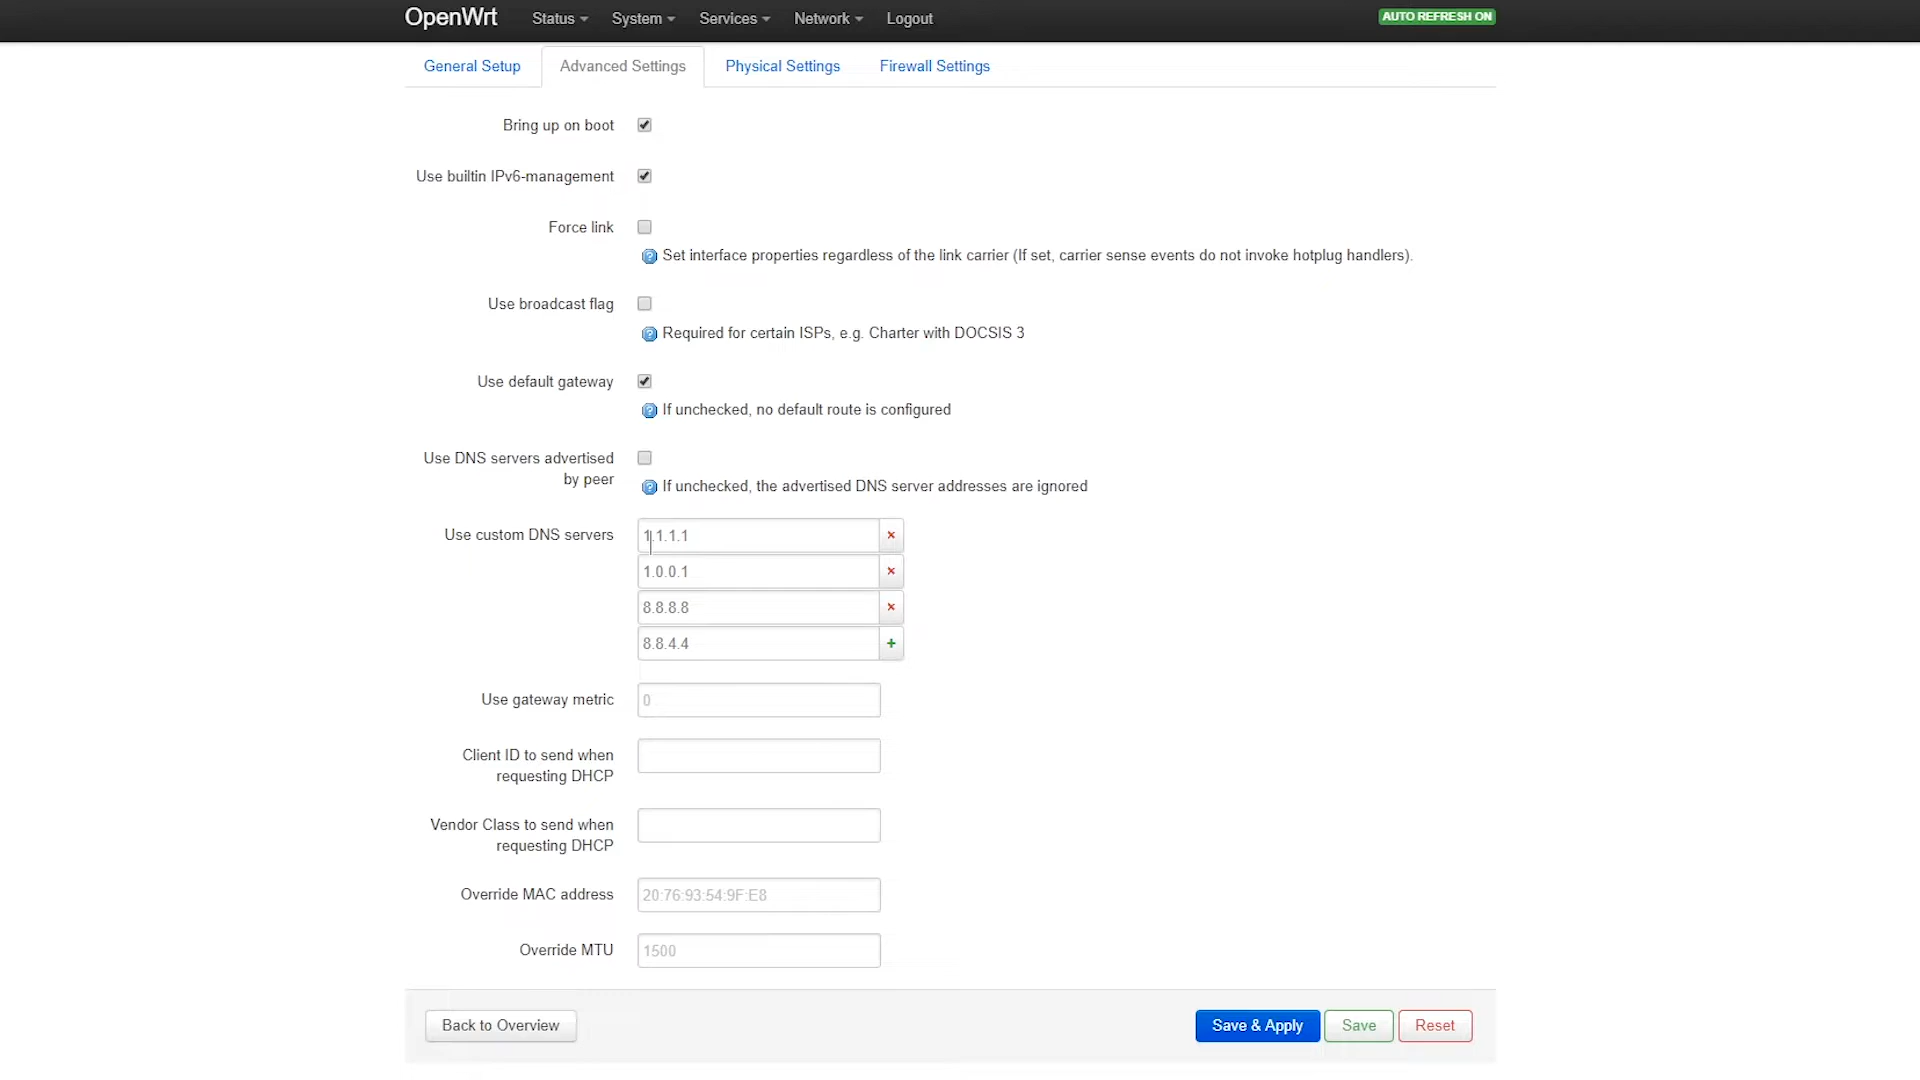 OpenWrt Status System Services Network Logout AUTO REFRESH ON
General Setup Advanced Settings Physical Settings Firewall Settings
Bring up on boot
Use builtin IPv6-management
Force link
Set interface properties regardless of the link carrier (If set, carrier sense events do not invoke hotplug handlers).
Use broadcast flag
Required for certain ISPs, e.g. Charter with DOCSIS 3
Use default gateway
If unchecked, no default route is configured
Use DNS servers advertised
by peer
If unchecked, the advertised DNS server addresses are ignored
Use custom DNS servers 1.1.1.1
1.0.0.1
8.8.8.8
8.8.4.4
Use gateway metric 0
Client ID to send when
requesting DHCP
Vendor Class to send when
requesting DHCP
Override MAC address 20:76:93:54:9F:E8
Override MTU 1500
Back to Overview Save & Apply Save Reset